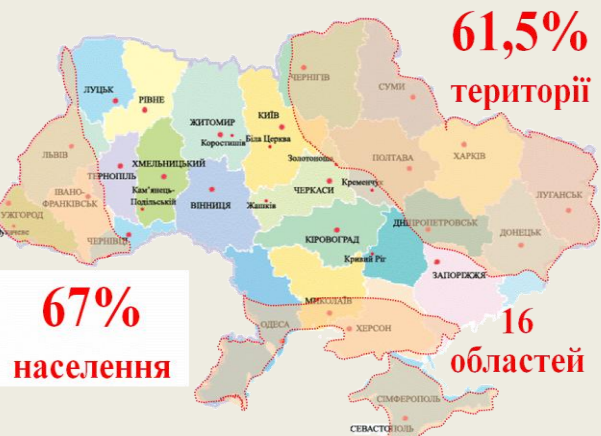 61,5%
території
ЧЕРНІГІВ
СУМИ
ЛУЦЬК
РІВНЕ
ЖИТОМИР
КИЇВ
Коростишів
Біла Церква
ЛЬВІВ
ТЕРНОПІЛЬ
ХМЕЛЬНИЦЬКИЙ
Золотоноша
ПОЛТАВА
ХАРКІВ
ІВАНО-
ФРАНКІВСЬК
Кам'янець-
Подільський
ВІННИЦЯ
Жашків
ЧЕРКАСИ
Кременчук
ЛУГАНСЬК
УЖГОРОД
Мукачеве
ЧЕРНІВЦІ
КІРОВОГРАД
ДНІПРОПЕТРОВСЬК
ДОНЕЦЬК
Кривий Ріг
ЗАПОРІЖЖЯ
67%
населення
МИКОЛАЇВ
ОДЕСА
ХЕРСОН
16
областей
СІМФЕРОПОЛЬ
СЕВАСТОПОЛЬ